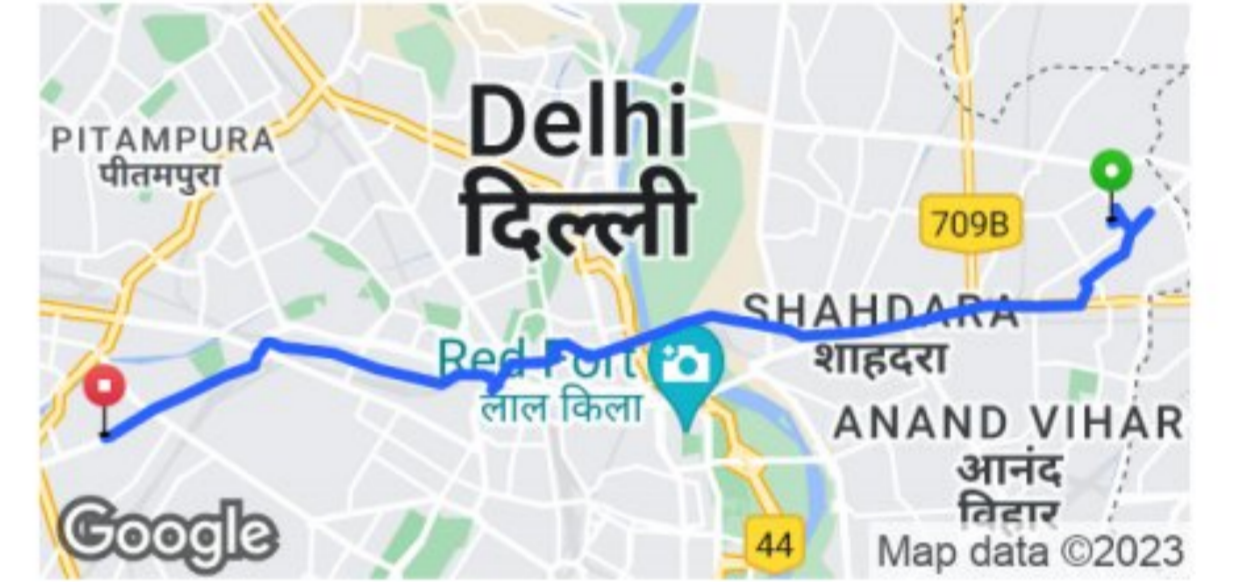 Delhi
दिल्ली
PITAMPURA
पीतमपुरा
709B
SHAHDARA
शाहदरा
Red Fort
लाल किला
ANAND VIHAR
आनंद
विहार
44
Google
Map data ©2023